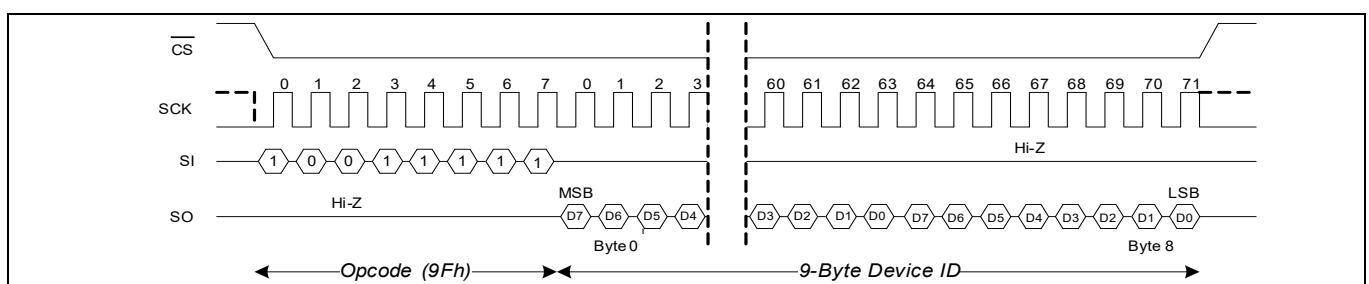 CS
0 1 2 3 4 5 6 7 0 1 2 3 60 61 62 63 64 65 66 67 68 69 70 71
SCK
Hi-Z
SI 1 0 0 1 1 1 1 1
MSB LSB
Hi-Z
SO D7 D6 D5 D4 D3 D2 D1 D0 D7 D6 D5 D4 D3 D2 D1 D0
Byte 0 Byte 8
Opcode (9Fh) 9-Byte Device ID